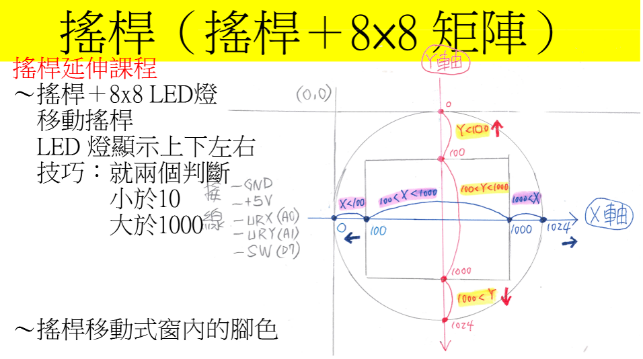 搖桿（搖桿＋8x8 矩陣）
搖桿延伸課程
～搖桿＋8x8 LED燈
移動搖桿
LED 燈顯示上下左右
技巧：就兩個判斷
小於10
大於1000
～搖桿移動式窗內的腳色
接線
-GND
-+5V
-URX(A0)
-URY(A1)
-SW(D7)
(0,0)
Y軸
0
Y<100
100
100<Y<1000
X<100
100<X<1000
1000<X
X軸
0
100
1000
1024
1000
1000<Y
1024